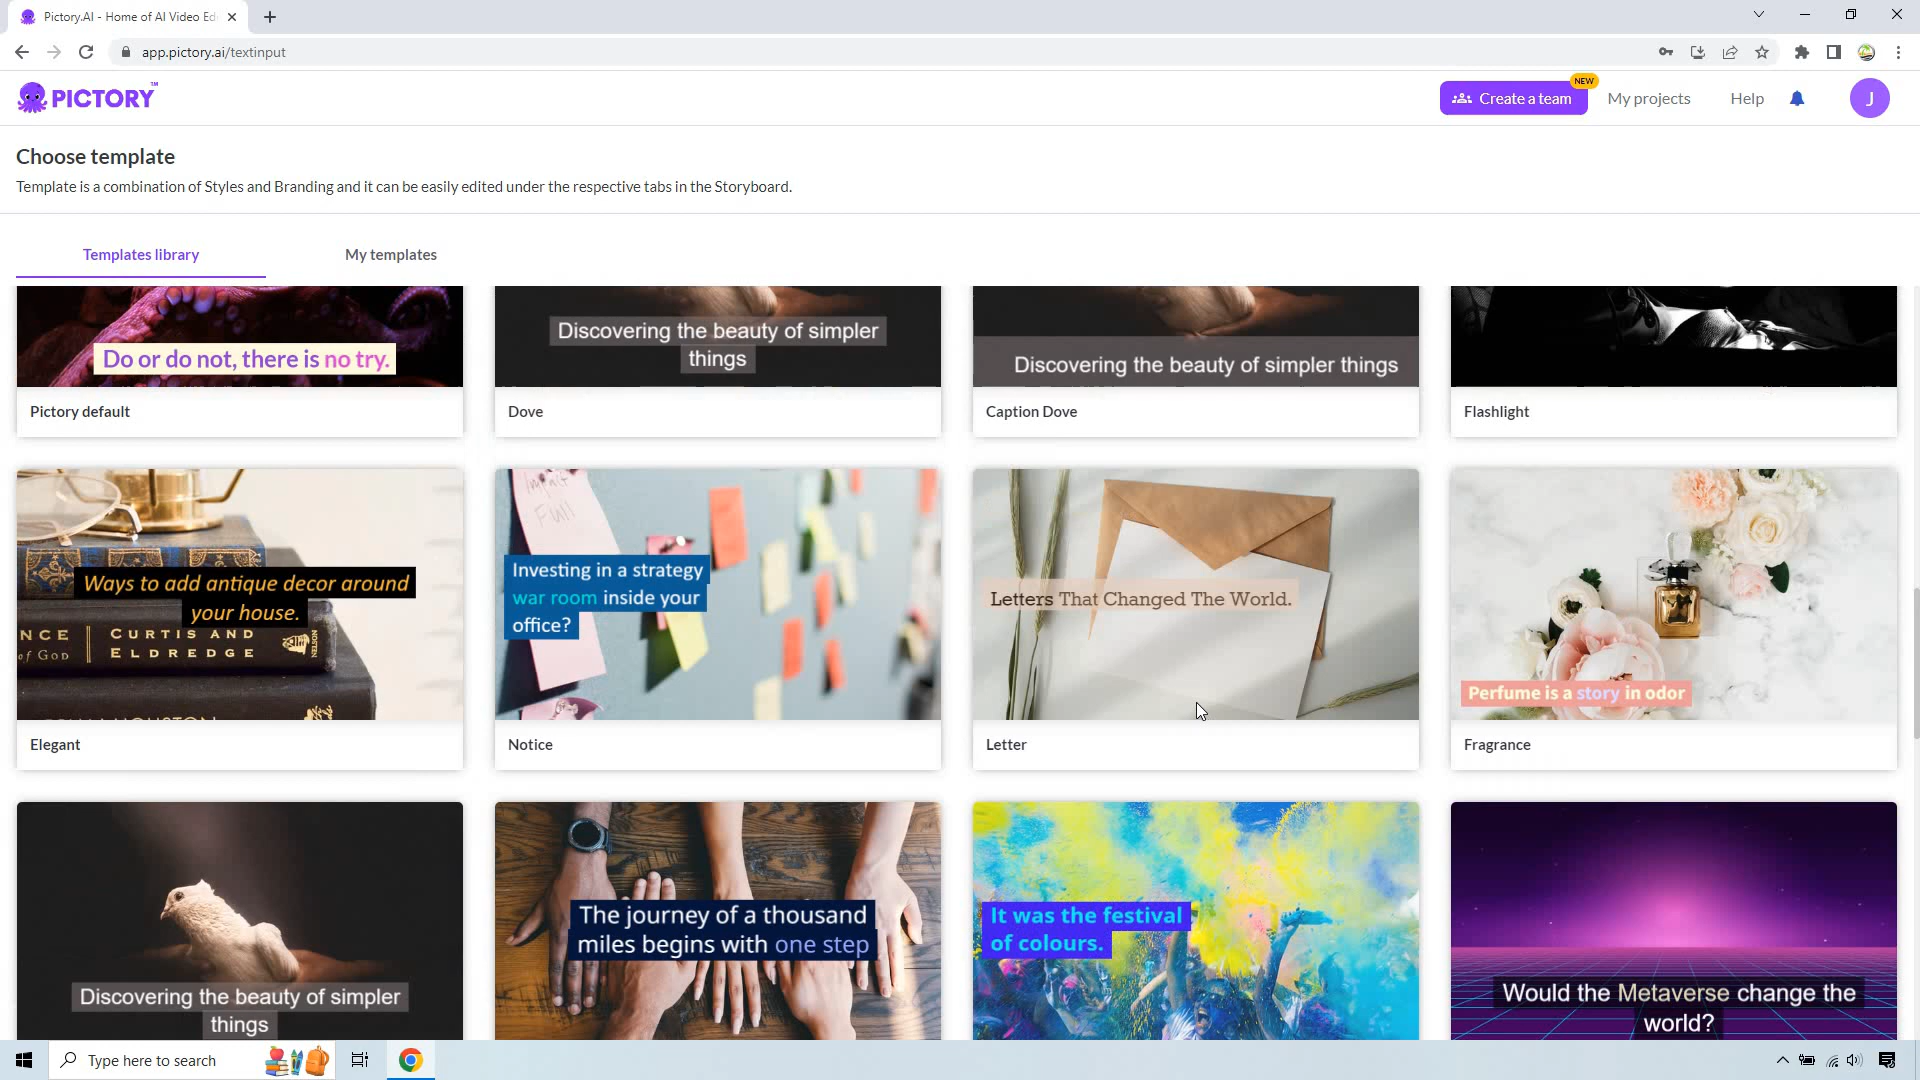 Pictory.AI - Home of AI Video Ed
app.pictory.ai/textinput
PICTORY
TM
Create a team
NEW
My projects
Help
J
Choose template
Template is a combination of Styles and Branding and it can be easily edited under the respective tabs in the Storyboard.
Templates library
My templates
Do or do not, there is no try.
Discovering the beauty of simpler
things
Discovering the beauty of simpler things
Pictory default
Dove
Caption Dove
Flashlight
Ways to add antique decor around
your house.
NCE
of God
CURTIS AND
ELDREDGE
NORTON
Impact
Full
Investing in a strategy
war room inside your
office?
Letters That Changed The World.
Perfume is a story in odor
Elegant
Notice
Letter
Fragrance
Discovering the beauty of simpler
things
The journey of a thousand
miles begins with one step
It was the festival
of colours.
Would the Metaverse change the
world?
Type here to search